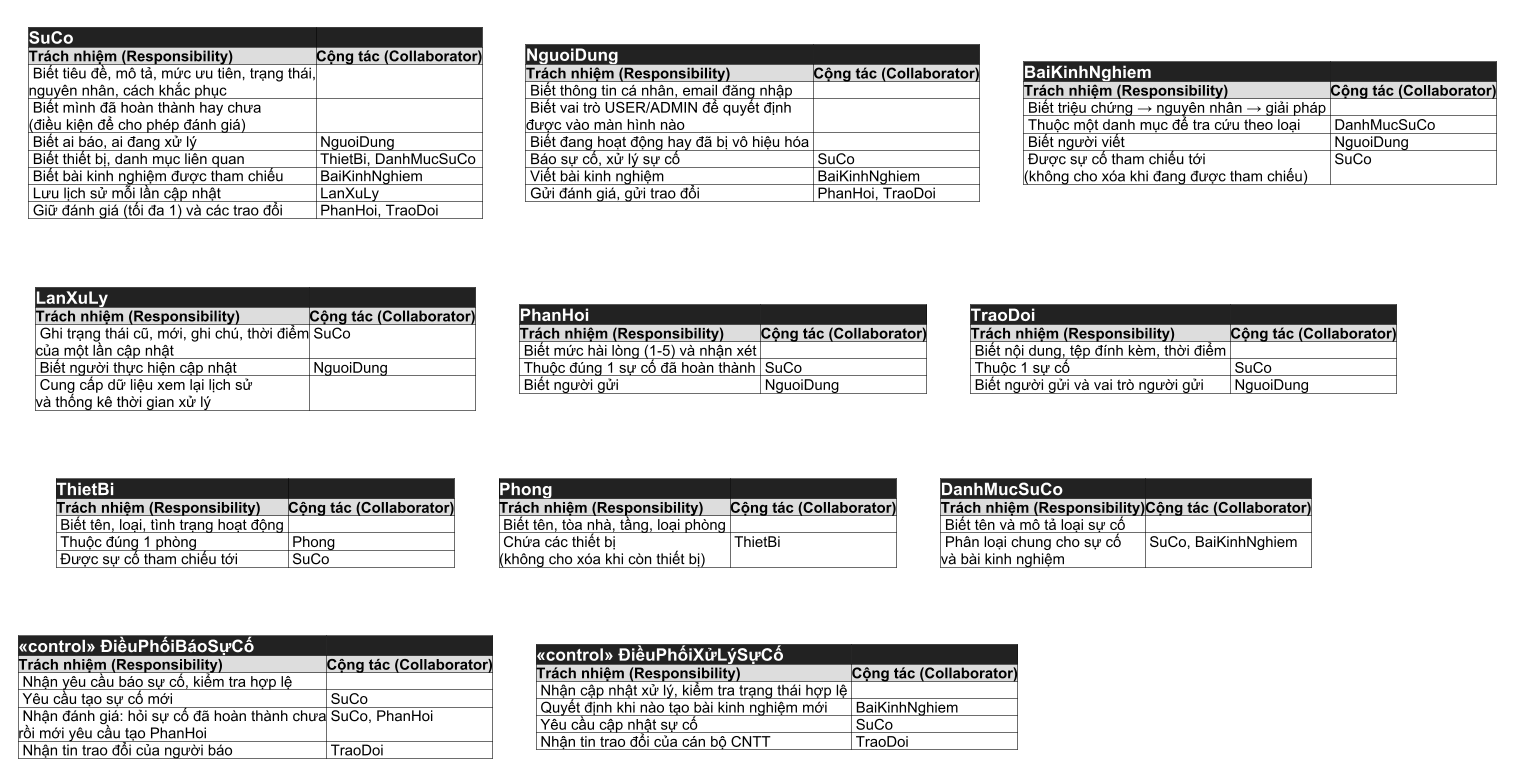 SuCo
Trách nhiệm (Responsibility) Cộng tác (Collaborator)
Biết tiêu đề, mô tả, mức ưu tiên, trạng thái,
nguyên nhân, cách khắc phục
Biết mình đã hoàn thành hay chưa
(điều kiện để cho phép đánh giá)
Biết ai báo, ai đang xử lý NguoiDung
Biết thiết bị, danh mục liên quan ThietBi, DanhMucSuCo
Biết bài kinh nghiệm được tham chiếu BaiKinhNghiem
Lưu lịch sử mỗi lần cập nhật LanXuLy
Giữ đánh giá (tối đa 1) và các trao đổi PhanHoi, TraoDoi
NguoiDung
Trách nhiệm (Responsibility) Cộng tác (Collaborator)
Biết thông tin cá nhân, email đăng nhập
Biết vai trò USER/ADMIN để quyết định
được vào màn hình nào
Biết đang hoạt động hay đã bị vô hiệu hóa
Báo sự cố, xử lý sự cố SuCo
Viết bài kinh nghiệm BaiKinhNghiem
Gửi đánh giá, gửi trao đổi PhanHoi, TraoDoi
BaiKinhNghiem
Trách nhiệm (Responsibility) Cộng tác (Collaborator)
Biết triệu chứng → nguyên nhân → giải pháp
Thuộc một danh mục để tra cứu theo loại DanhMucSuCo
Biết người viết NguoiDung
Được sự cố tham chiếu tới SuCo
(không cho xóa khi đang được tham chiếu)
LanXuLy
Trách nhiệm (Responsibility) Cộng tác (Collaborator)
Ghi trạng thái cũ, mới, ghi chú, thời điểm SuCo
của một lần cập nhật
Biết người thực hiện cập nhật NguoiDung
Cung cấp dữ liệu xem lại lịch sử
và thống kê thời gian xử lý
PhanHoi
Trách nhiệm (Responsibility) Cộng tác (Collaborator)
Biết mức hài lòng (1-5) và nhận xét
Thuộc đúng 1 sự cố đã hoàn thành SuCo
Biết người gửi NguoiDung
TraoDoi
Trách nhiệm (Responsibility) Cộng tác (Collaborator)
Biết nội dung, tệp đính kèm, thời điểm
Thuộc 1 sự cố SuCo
Biết người gửi và vai trò người gửi NguoiDung
ThietBi
Trách nhiệm (Responsibility) Cộng tác (Collaborator)
Biết tên, loại, tình trạng hoạt động
Thuộc đúng 1 phòng Phong
Được sự cố tham chiếu tới SuCo
Phong
Trách nhiệm (Responsibility) Cộng tác (Collaborator)
Biết tên, tòa nhà, tầng, loại phòng
Chứa các thiết bị ThietBi
(không cho xóa khi còn thiết bị)
DanhMucSuCo
Trách nhiệm (Responsibility) Cộng tác (Collaborator)
Biết tên và mô tả loại sự cố
Phân loại chung cho sự cố SuCo, BaiKinhNghiem
và bài kinh nghiệm
«control» ĐiềuPhốiBáoSựCố
Trách nhiệm (Responsibility) Cộng tác (Collaborator)
Nhận yêu cầu báo sự cố, kiểm tra hợp lệ
Yêu cầu tạo sự cố mới SuCo
Nhận đánh giá: hỏi sự cố đã hoàn thành chưa SuCo, PhanHoi
rồi mới yêu cầu tạo PhanHoi
Nhận tin trao đổi của người báo TraoDoi
«control» ĐiềuPhốiXửLýSựCố
Trách nhiệm (Responsibility) Cộng tác (Collaborator)
Nhận cập nhật xử lý, kiểm tra trạng thái hợp lệ
Quyết định khi nào tạo bài kinh nghiệm mới BaiKinhNghiem
Yêu cầu cập nhật sự cố SuCo
Nhận tin trao đổi của cán bộ CNTT TraoDoi